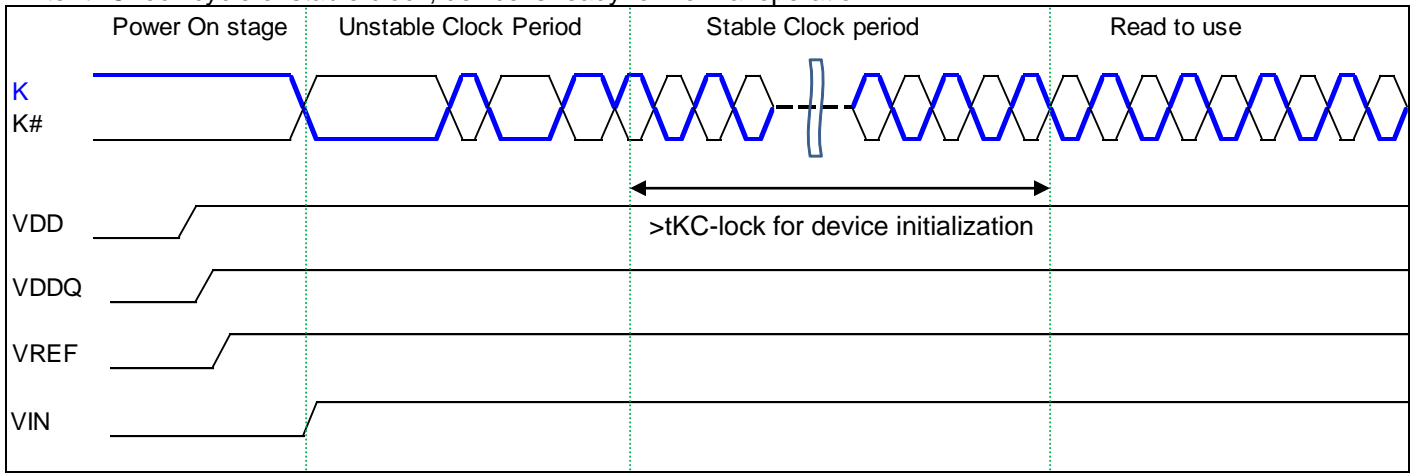 Power On stage Unstable Clock Period Stable Clock period Read to use
K
K#
VDD
>tKC-lock for device initialization
VDDQ
VREF
VIN